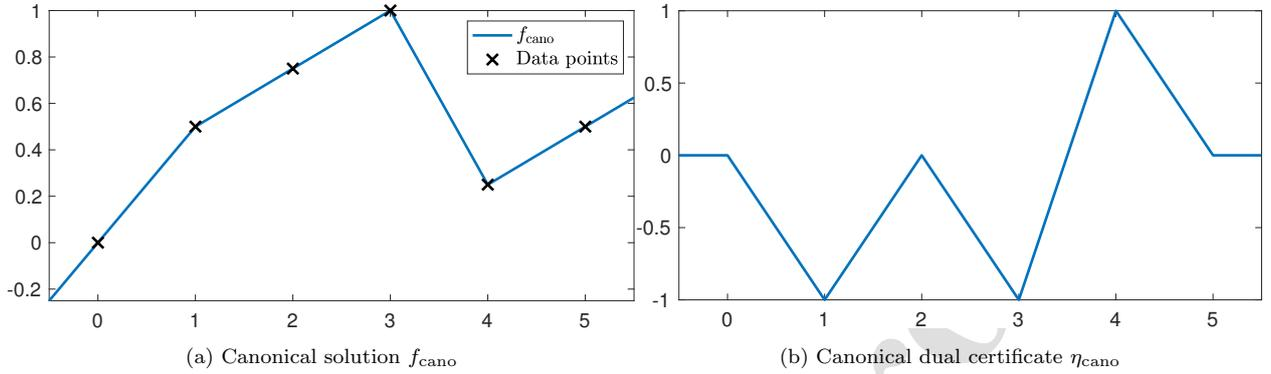 1
0.8
0.6
0.4
0.2
0
-0.2
0 1 2 3 4 5
f_cano
Data points
(a) Canonical solution f_cano
1
0.5
0
-0.5
-1
0 1 2 3 4 5
(b) Canonical dual certificate η_cano